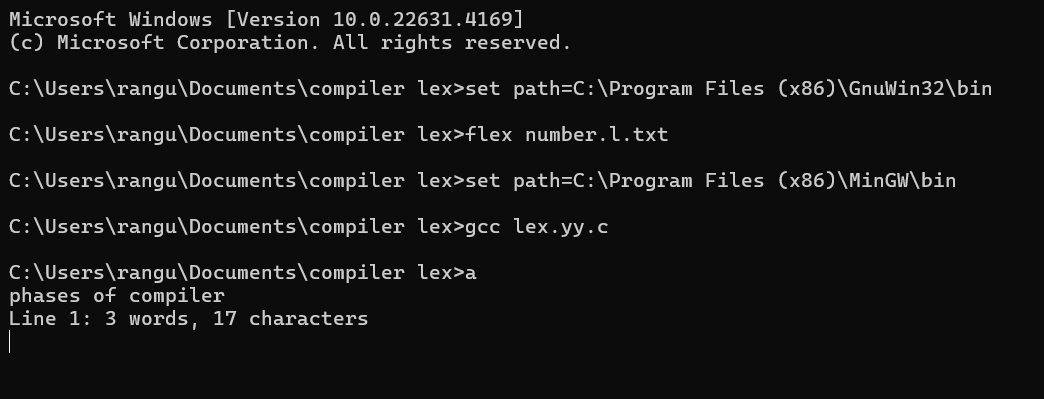 Microsoft Windows [Version 10.0.22631.4169]
(c) Microsoft Corporation. All rights reserved.
C:\Users\rangu\Documents\compiler lex>set path=C:\Program Files (x86)\GnuWin32\bin
C:\Users\rangu\Documents\compiler lex>flex number.l.txt
C:\Users\rangu\Documents\compiler lex>set path=C:\Program Files (x86)\MinGW\bin
C:\Users\rangu\Documents\compiler lex>gcc lex.yy.c
C:\Users\rangu\Documents\compiler lex>a
phases of compiler
Line 1: 3 words, 17 characters